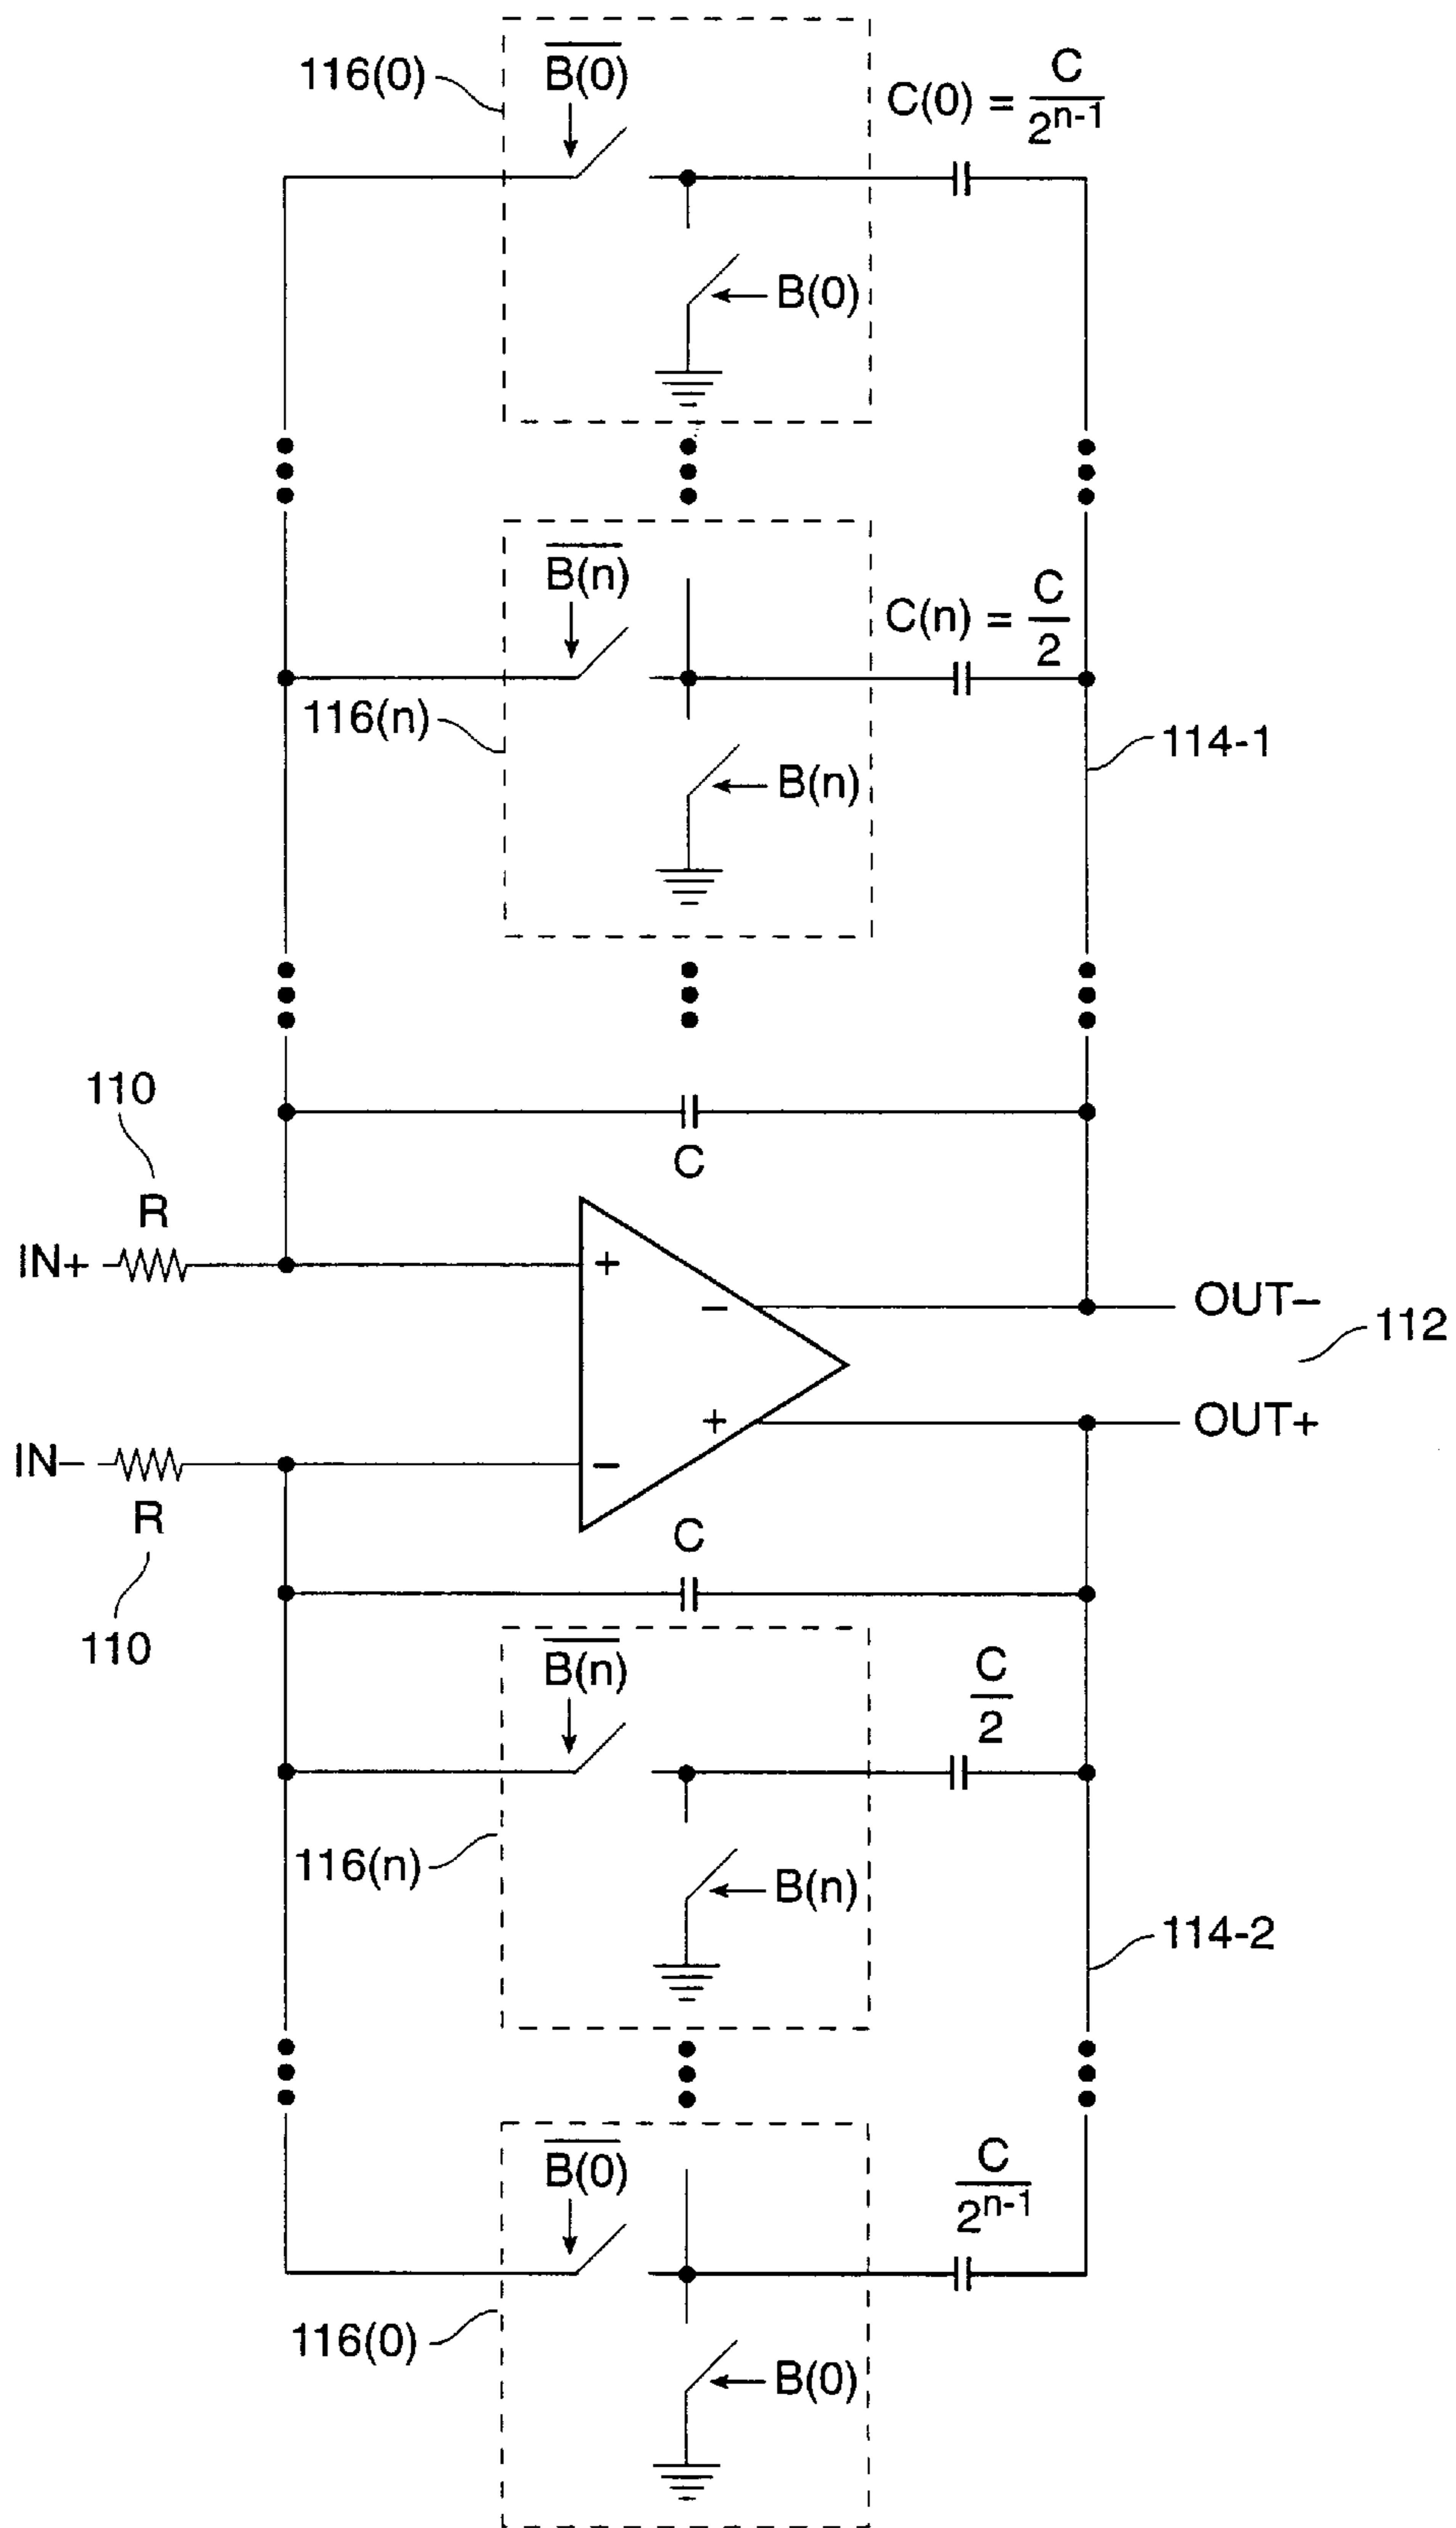 116(0)
B(0)
C(0) = C/2^{n-1}
B(0)
B(n)
C(n) = C/2
116(n)
B(n)
114-1
110
C
R
IN+
+
−
OUT−
112
+
OUT+
IN−
−
R
C
110
B(n)
C/2
116(n)
B(n)
114-2
B(0)
C/2^{n-1}
116(0)
B(0)